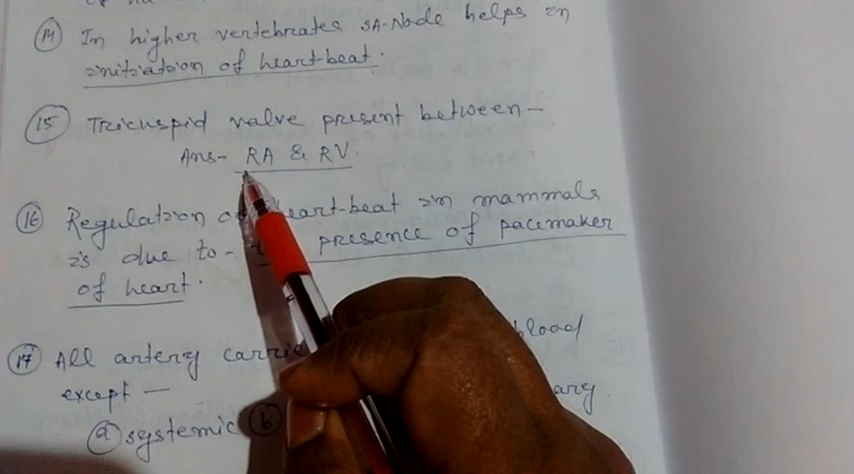 (14) In higher vertebrates SA-Node helps in
initiation of heart-beat.
(15) Tricuspid valve present between-
Ans- RA & RV.
(16) Regulation of heart-beat in mammals
is due to- presence of pacemaker
of heart.
(17) All artery blood
except —
(a) systemic (b)